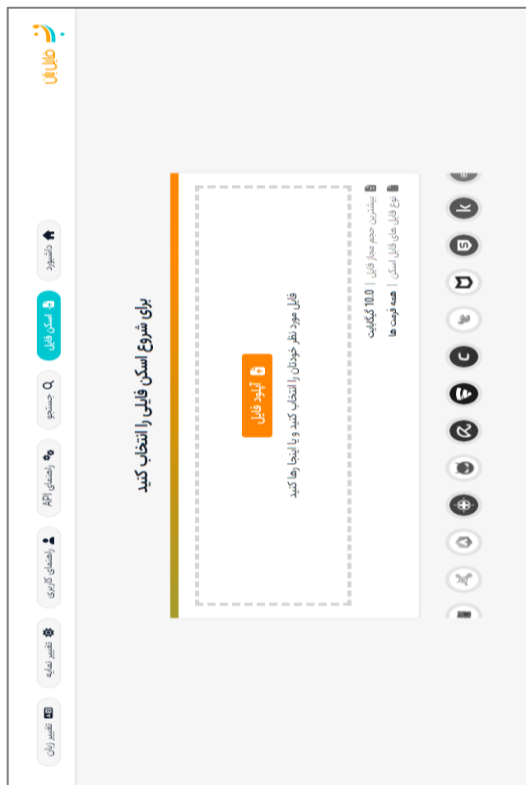 فایل بان
داشبورد
اسکن فایل
جستجو
راهنمای API
راهنمای کاربری
تغییر نمایه
تغییر زبان
برای شروع اسکن فایلی را انتخاب کنید
آپلود فایل
فایل مورد نظر خودتان را انتخاب کنید و یا اینجا رها کنید
بیشترین حجم مجاز فایل | 10.0 گیگابایت
نوع فایل های قابل اسکن | همه فرمت ها